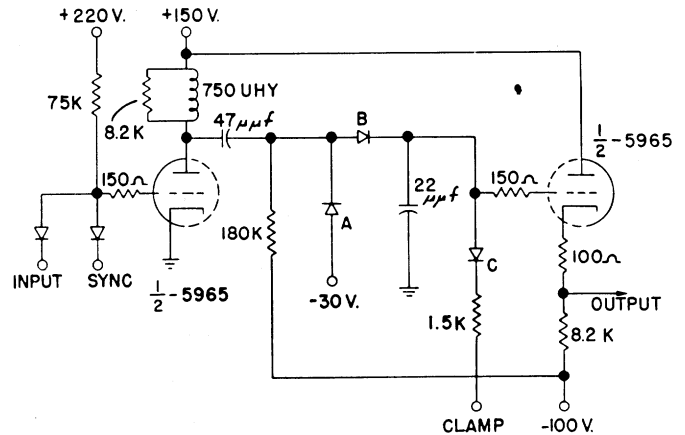 +220 V.
+150 V.
75K
8.2K
750 UHY
47 μμf
B
1/2-5965
150Ω
150Ω
180K
A
22 μμf
C
100Ω
INPUT
SYNC
1/2-5965
-30 V.
1.5K
OUTPUT
8.2 K
CLAMP
-100 V.